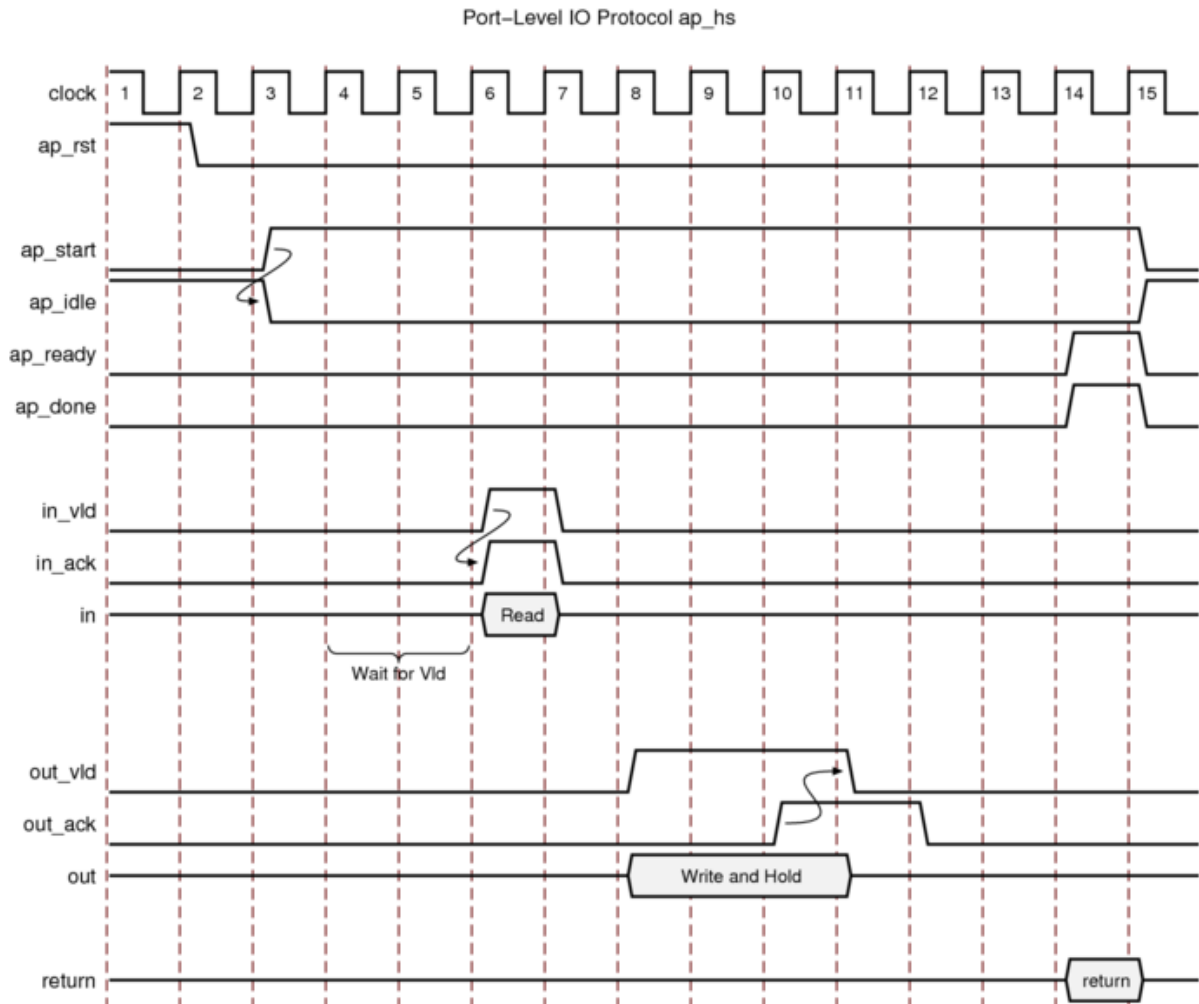 Port-Level IO Protocol ap_hs
clock 1 2 3 4 5 6 7 8 9 10 11 12 13 14 15
ap_rst
ap_start
ap_idle
ap_ready
ap_done
in_vld
in_ack
in Read
Wait for Vld
out_vld
out_ack
out Write and Hold
return return